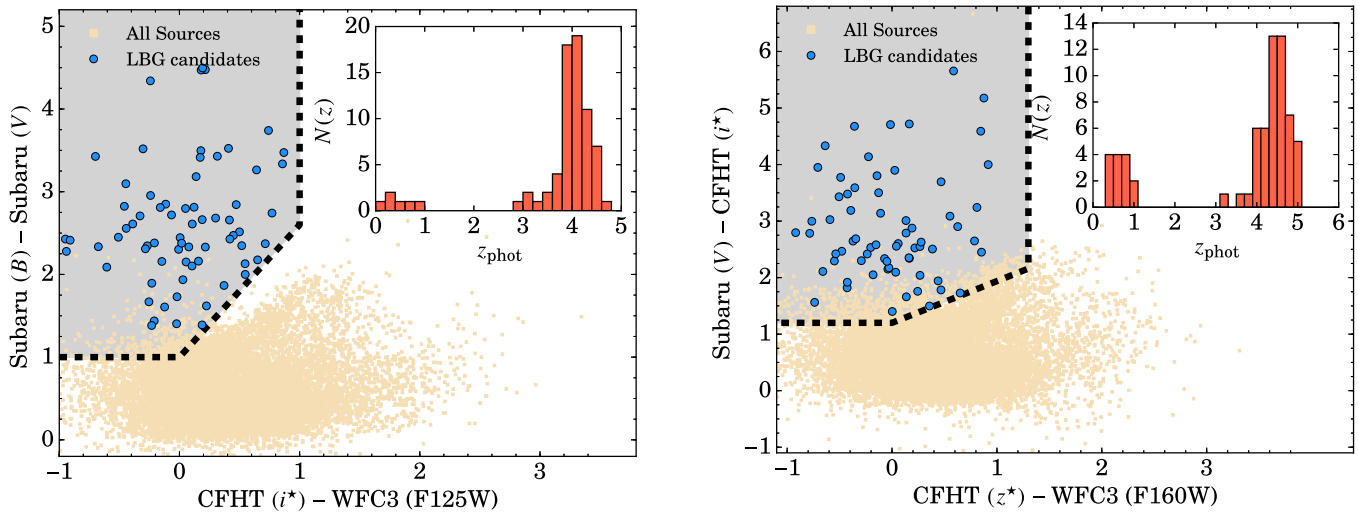 All Sources
LBG candidates
Subaru (B) – Subaru (V)
5
4
3
2
1
0
−1 0 1 2 3
CFHT (i★) – WFC3 (F125W)
N(z)
20
15
10
5
0
0 1 2 3 4 5
z_phot
All Sources
LBG candidates
Subaru (V) – CFHT (i★)
6
5
4
3
2
1
0
−1
−1 0 1 2 3
CFHT (z★) – WFC3 (F160W)
N(z)
14
12
10
8
6
4
2
0
0 1 2 3 4 5 6
z_phot